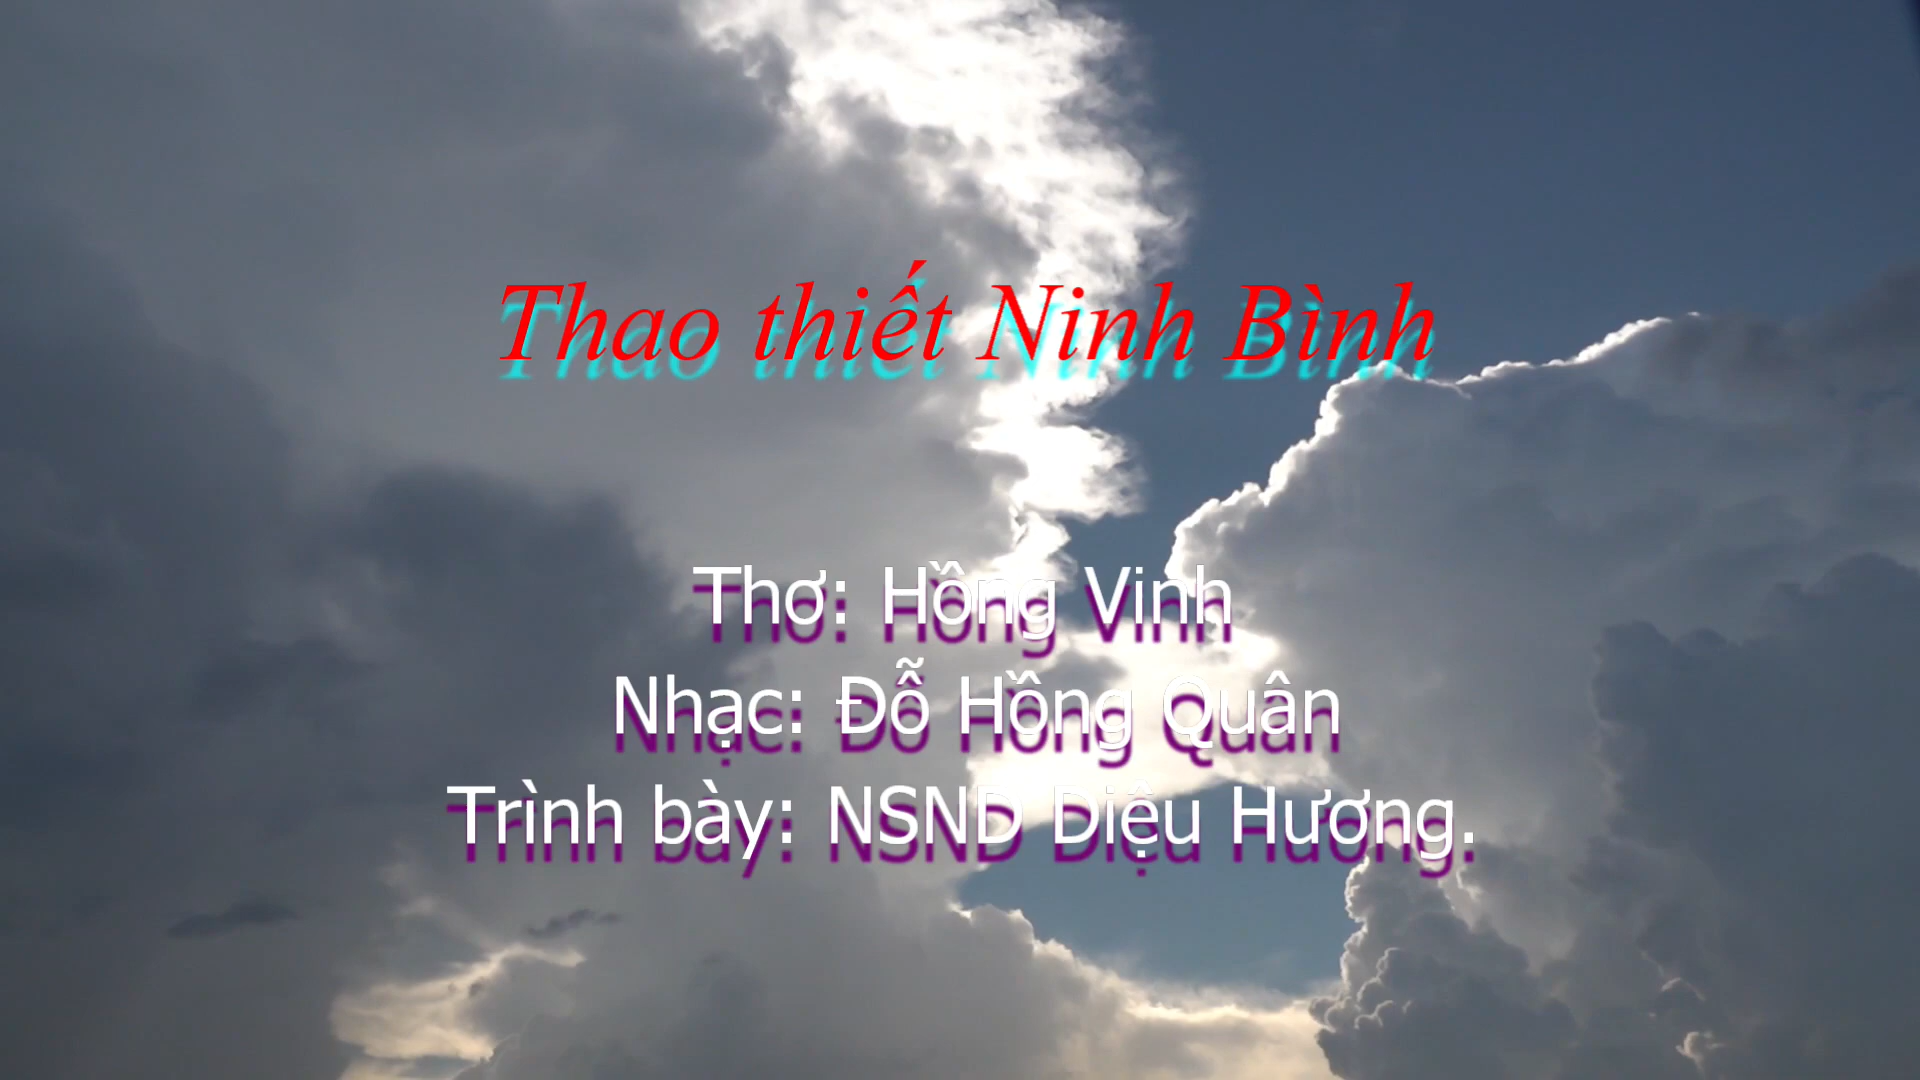 Thao thiết Ninh Bình
Thơ: Hồng Vinh
Nhạc: Đỗ Hồng Quân
Trình bày: NSND Diệu Hương.